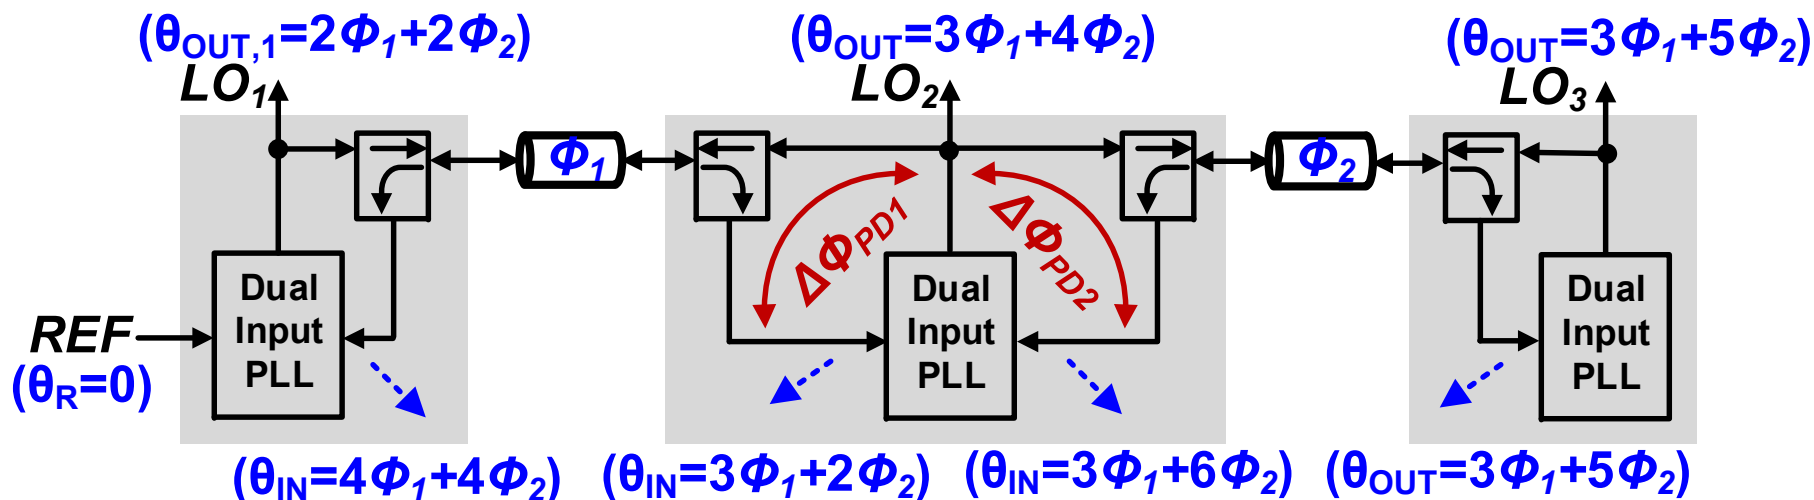 (θOUT,1=2Φ1+2Φ2)
(θOUT=3Φ1+4Φ2)
(θOUT=3Φ1+5Φ2)
LO1
LO2
LO3
Φ1
Φ2
ΔΦPD1
ΔΦPD2
Dual
Input
PLL
Dual
Input
PLL
Dual
Input
PLL
REF
(θR=0)
(θIN=4Φ1+4Φ2)
(θIN=3Φ1+2Φ2)
(θIN=3Φ1+6Φ2)
(θOUT=3Φ1+5Φ2)